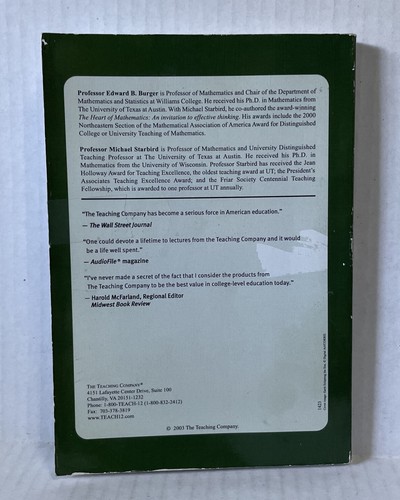 Professor Edward B. Burger is Professor of Mathematics and Chair of the Department of
Mathematics and Statistics at Williams College. He received his Ph.D. in Mathematics from
The University of Texas at Austin. With Michael Starbird, he co-authored the award-winning
The Heart of Mathematics: An invitation to effective thinking. His awards include the 2000
Northeastern Section of the Mathematical Association of America Award for Distinguished
College or University Teaching of Mathematics.
Professor Michael Starbird is Professor of Mathematics and University Distinguished
Teaching Professor at The University of Texas at Austin. He received his Ph.D. in
Mathematics from the University of Wisconsin. Professor Starbird has received the Jean
Holloway Award for Teaching Excellence, the oldest teaching award at UT; the President's
Associates Teaching Excellence Award; and the Friar Society Centennial Teaching
Fellowship, which is awarded to one professor at UT annually.
"The Teaching Company has become a serious force in American education."
— The Wall Street Journal
"One could devote a lifetime to lectures from the Teaching Company and it would
be a life well spent."
— AudioFile* magazine
"I've never made a secret of the fact that I consider the products from
The Teaching Company to be the best value in college-level education today."
— Harold McFarland, Regional Editor
Midwest Book Review
THE TEACHING COMPANY®
4151 Lafayette Center Drive, Suite 100
Chantilly, VA 20151-1232
Phone: 1-800-TEACH-12 (1-800-832-2412)
Fax: 703-378-3819
www.TEACH12.com
© 2003 The Teaching Company.
1423